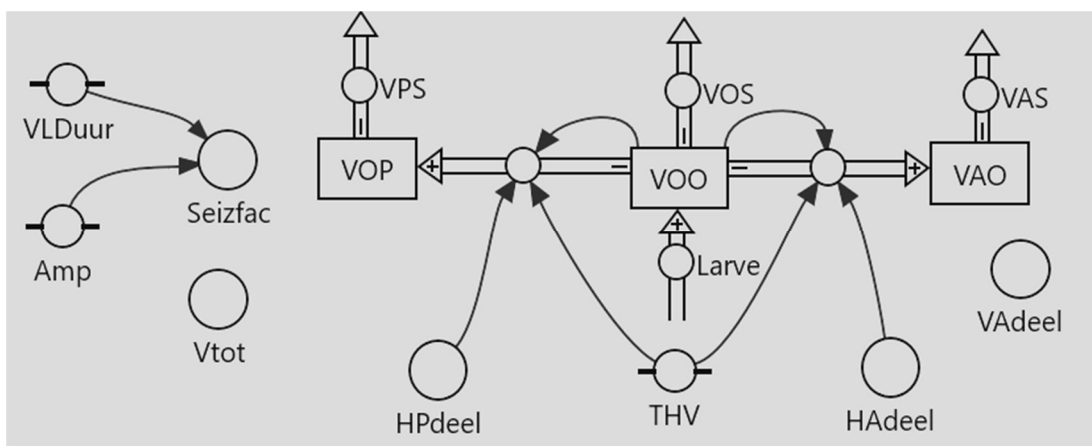 VPS
VOS
VAS
VLDuur
VOP
VOO
VAO
Seizfac
Amp
Larve
Vtot
VAdeel
HPdeel
THV
HAdeel